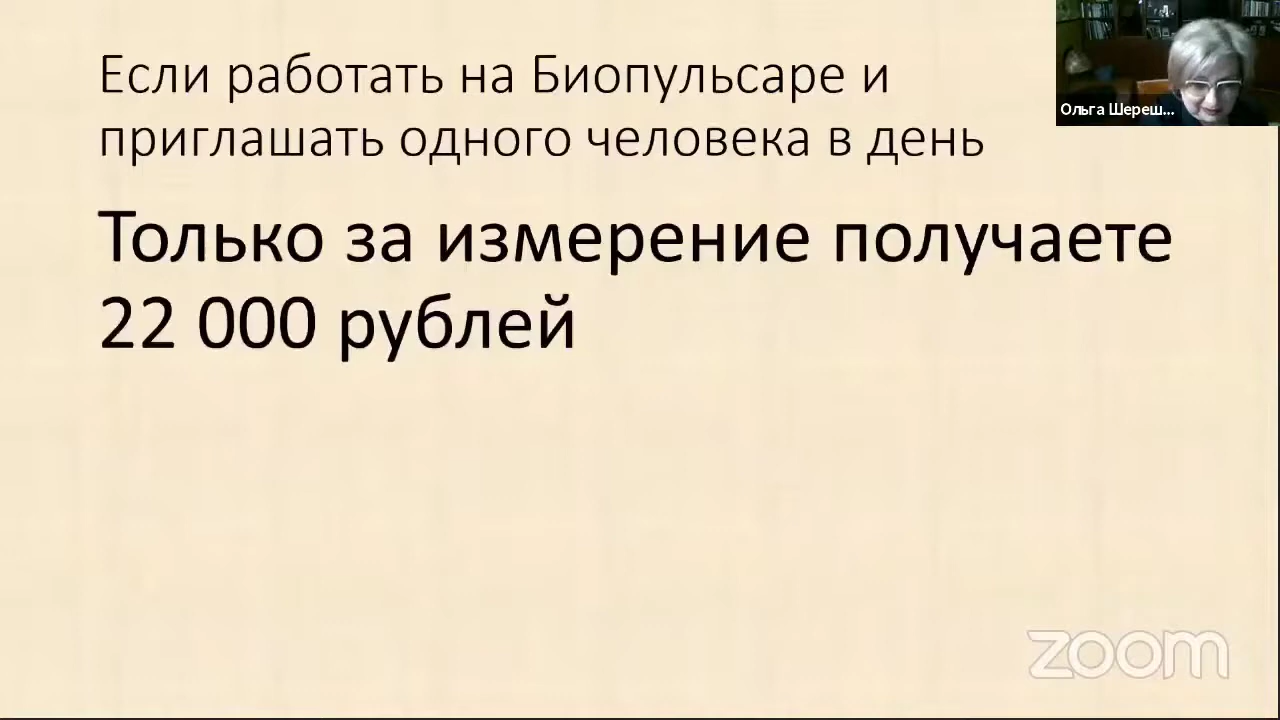 Если работать на Биопульсаре и
приглашать одного человека в день
Только за измерение получаете
22 000 рублей
Ольга Шереш...
zoom